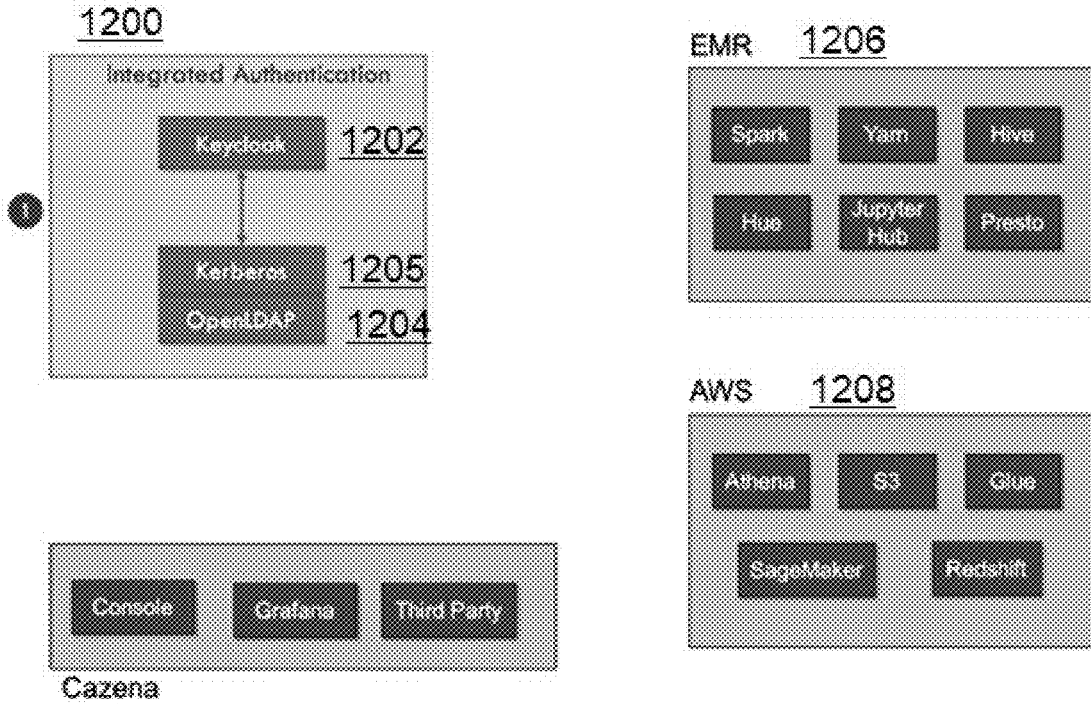 1200
Integrated Authentication
Keyclock
1202
1
Kerberos
1205
OpenLDAP
1204
EMR
1206
Spark
Yarn
Hive
Hue
Jupyter
Hub
Presto
AWS
1208
Athena
S3
Glue
SageMaker
Redshift
Console
Grafana
Third Party
Cazena